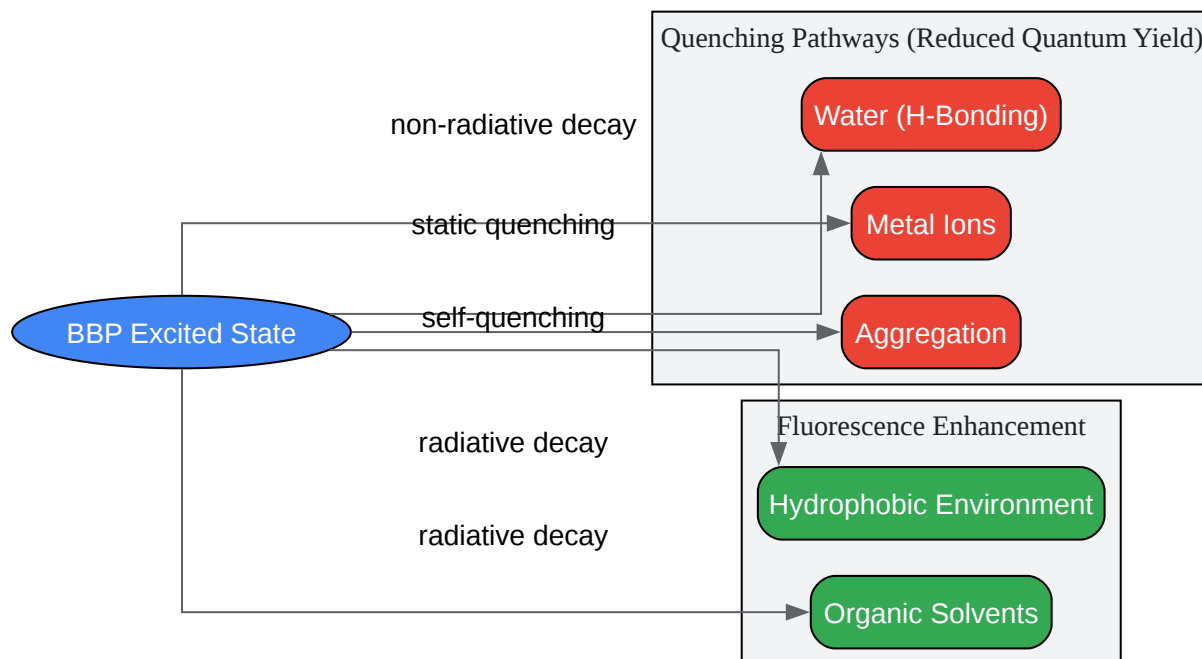 Quenching Pathways (Reduced Quantum Yield)
non-radiative decay
Water (H-Bonding)
static quenching
Metal Ions
BBP Excited State
self-quenching
Aggregation
Fluorescence Enhancement
radiative decay
Hydrophobic Environment
radiative decay
Organic Solvents